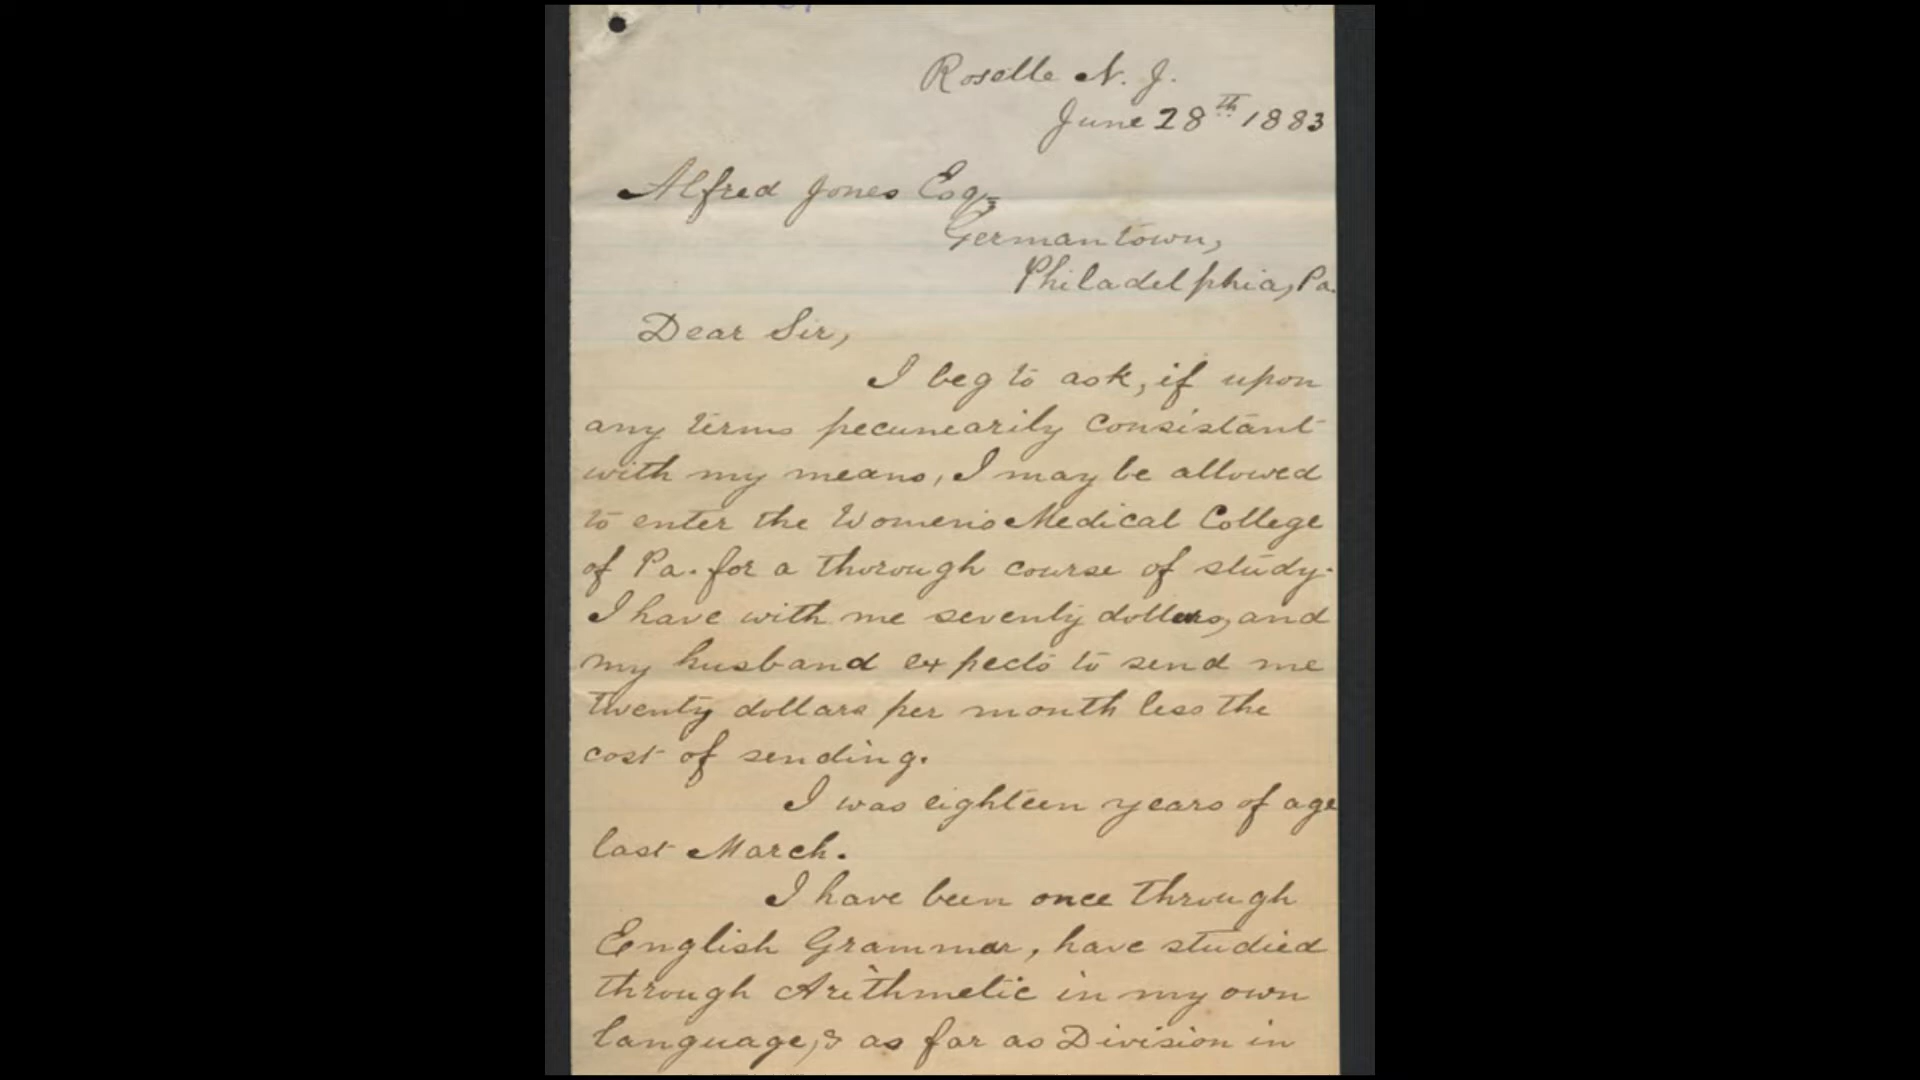 Roselle N. J.
June 28th 1883
Alfred Jones Esq,
Germantown,
Philadelphia, Pa.
Dear Sir,
I beg to ask, if upon
any terms pecunearily consistant
with my means, I may be allowed
to enter the Women's Medical College
of Pa. for a thorough course of study.
I have with me seventy dollars, and
my husband expects to send me
twenty dollars per month less the
cost of sending.
I was eighteen years of age
last March.
I have been once through
English Grammar, have studied
through Arithmetic in my own
language, & as far as Division in